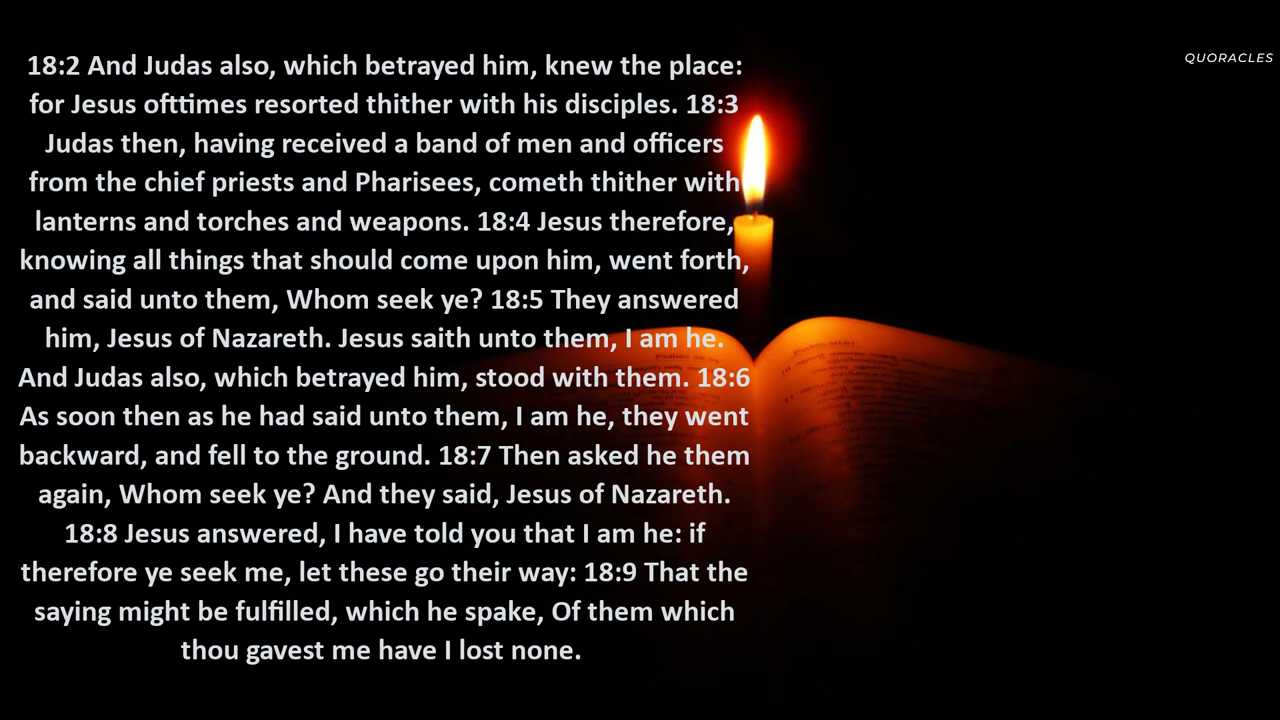 18:2 And Judas also, which betrayed him, knew the place:
for Jesus ofttimes resorted thither with his disciples. 18:3
Judas then, having received a band of men and officers
from the chief priests and Pharisees, cometh thither with
lanterns and torches and weapons. 18:4 Jesus therefore,
knowing all things that should come upon him, went forth,
and said unto them, Whom seek ye? 18:5 They answered
him, Jesus of Nazareth. Jesus saith unto them, I am he.
And Judas also, which betrayed him, stood with them. 18:6
As soon then as he had said unto them, I am he, they went
backward, and fell to the ground. 18:7 Then asked he them
again, Whom seek ye? And they said, Jesus of Nazareth.
18:8 Jesus answered, I have told you that I am he: if
therefore ye seek me, let these go their way: 18:9 That the
saying might be fulfilled, which he spake, Of them which
thou gavest me have I lost none.
QUORACLES